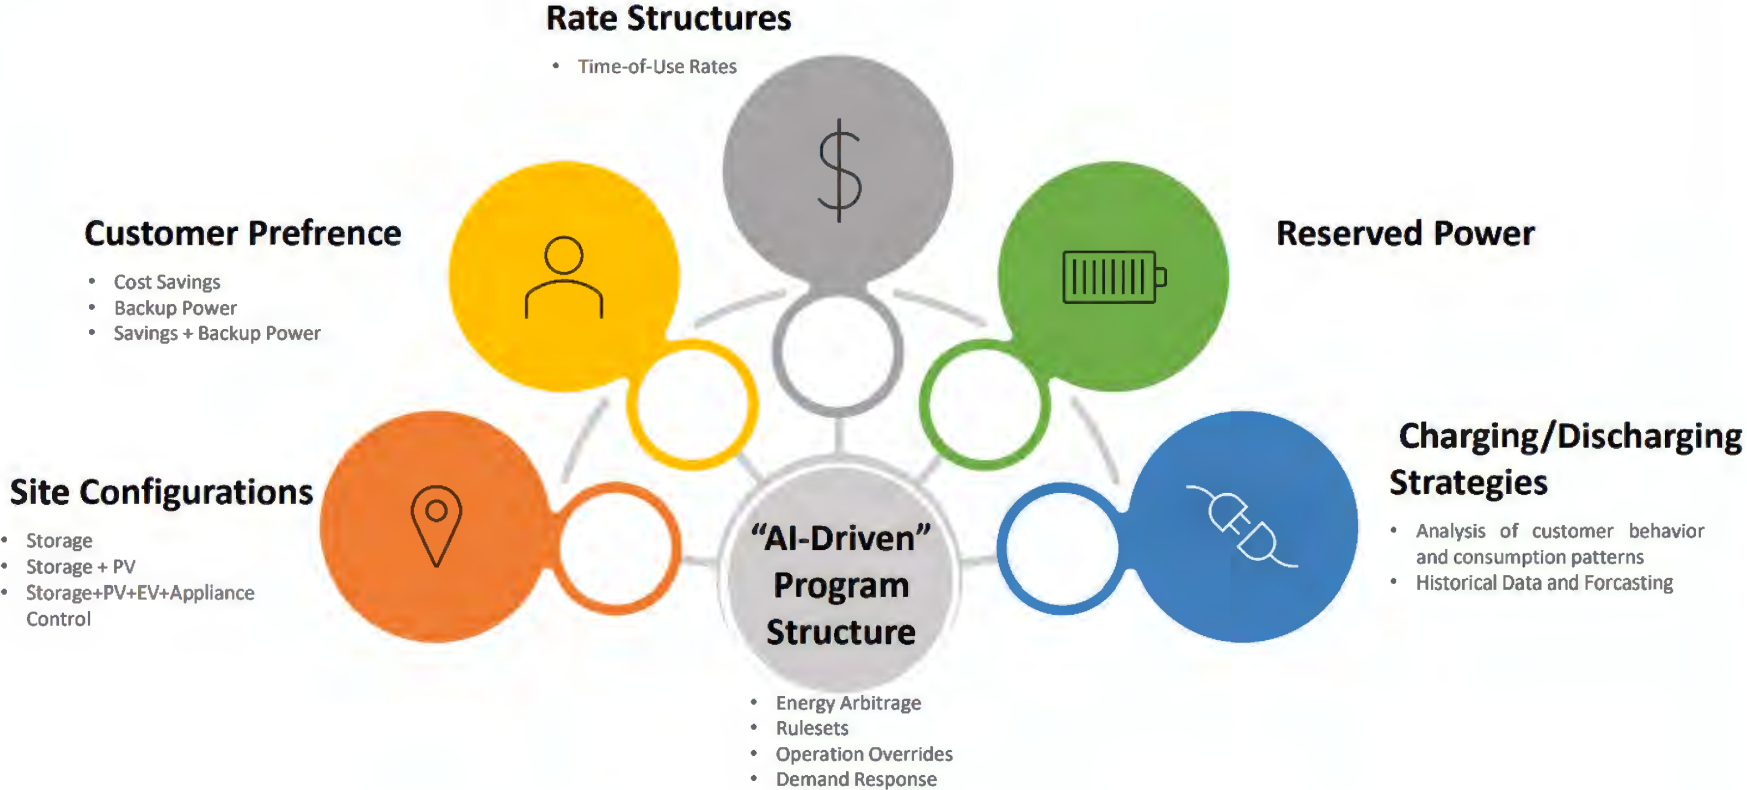 Rate Structures
• Time-of-Use Rates
Customer Prefrence
• Cost Savings
• Backup Power
• Savings + Backup Power
Reserved Power
Site Configurations
• Storage
• Storage + PV
• Storage+PV+EV+Appliance
Control
Charging/Discharging
Strategies
• Analysis of customer behavior
and consumption patterns
• Historical Data and Forcasting
“AI-Driven”
Program
Structure
• Energy Arbitrage
• Rulesets
• Operation Overrides
• Demand Response